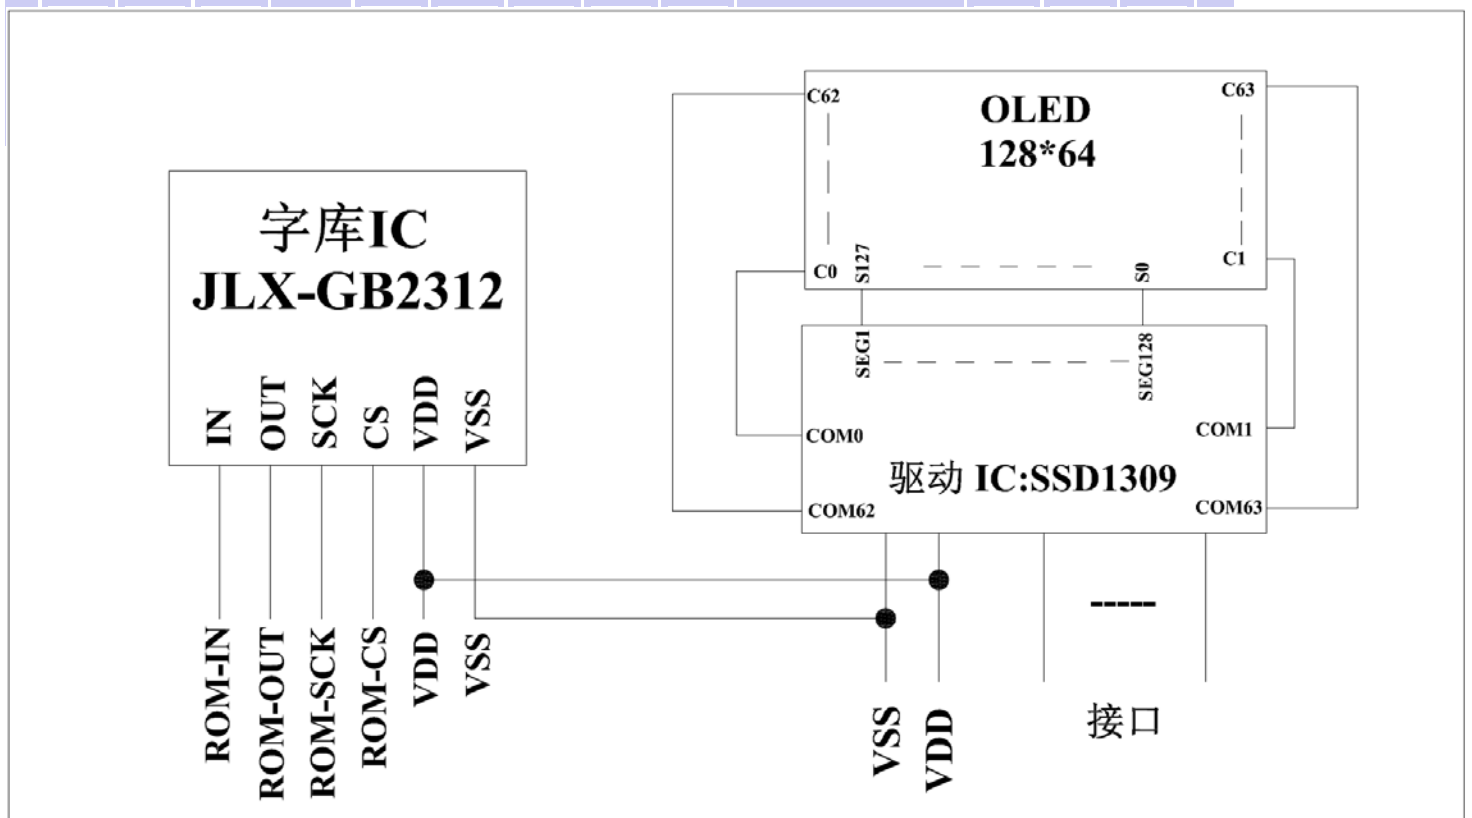 字库IC
JLX-GB2312
IN
OUT
SCK
CS
VDD
VSS
ROM-IN
ROM-OUT
ROM-SCK
ROM-CS
VDD
VSS
C62
OLED
128*64
C63
C0
S127
S0
C1
SEG1
SEG128
COM0
COM1
驱动 IC:SSD1309
COM62
COM63
VSS
VDD
接口